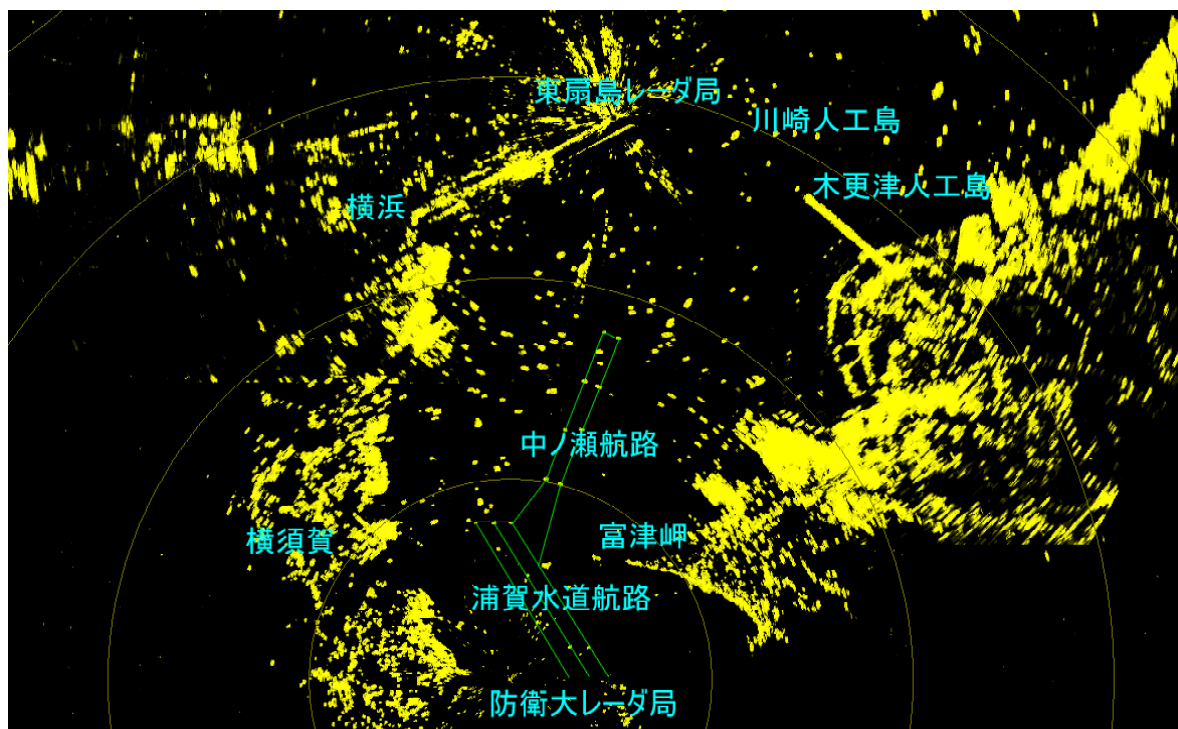 東扇島レーダ局
川崎人工島
木更津人工島
横浜
中ノ瀬航路
横須賀
富津岬
浦賀水道航路
防衛大レーダ局